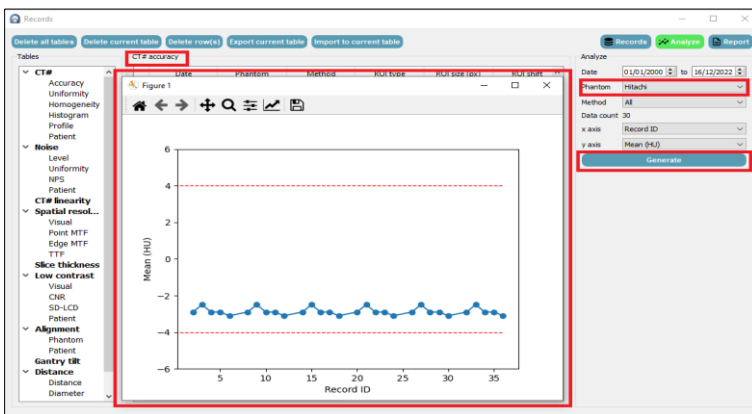 Records
Delete all tables Delete current table Delete row(s) Export current table Import to current table Records Analyze Report
Tables
CT# accuracy
Analyze
CT#
Accuracy
Uniformity
Homogeneity
Histogram
Profile
Patient
Noise
Level
Uniformity
NPS
Patient
CT# linearity
Spatial resol...
Visual
Point MTF
Edge MTF
TTF
Slice thickness
Low contrast
Visual
CNR
SD-LCD
Patient
Alignment
Phantom
Patient
Gantry tilt
Distance
Distance
Diameter
Date Phantom Method ROI type ROI size (px) ROI shift
Figure 1
6
4
2
0
−2
−4
−6
Mean (HU)
5 10 15 20 25 30 35
Record ID
Date 01/01/2000 to 16/12/2022
Phantom Hitachi
Method All
Data count 30
x axis Record ID
y axis Mean (HU)
Generate